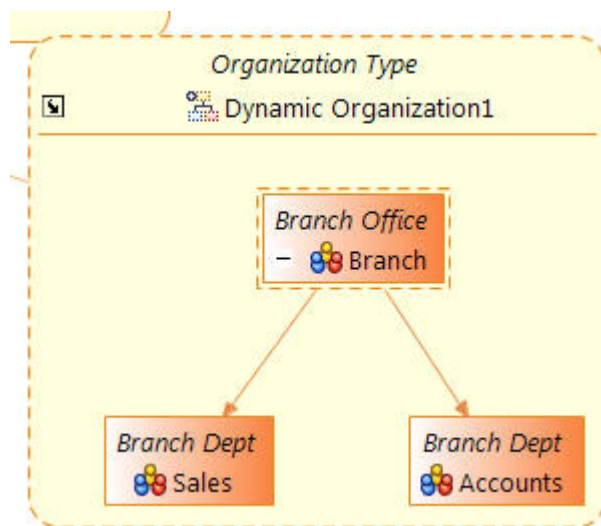 Organization Type
Dynamic Organization1
Branch Office
Branch
Branch Dept
Sales
Branch Dept
Accounts